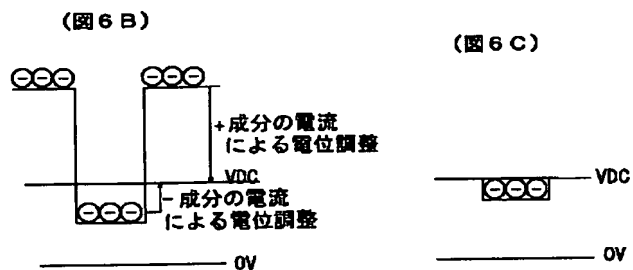 (図6B)
⊖⊖⊖ ⊖⊖⊖
+成分の電流
による電位調整
VDC
⊖⊖⊖
-成分の電流
による電位調整
0V
(図6C)
VDC
⊖⊖⊖
0V